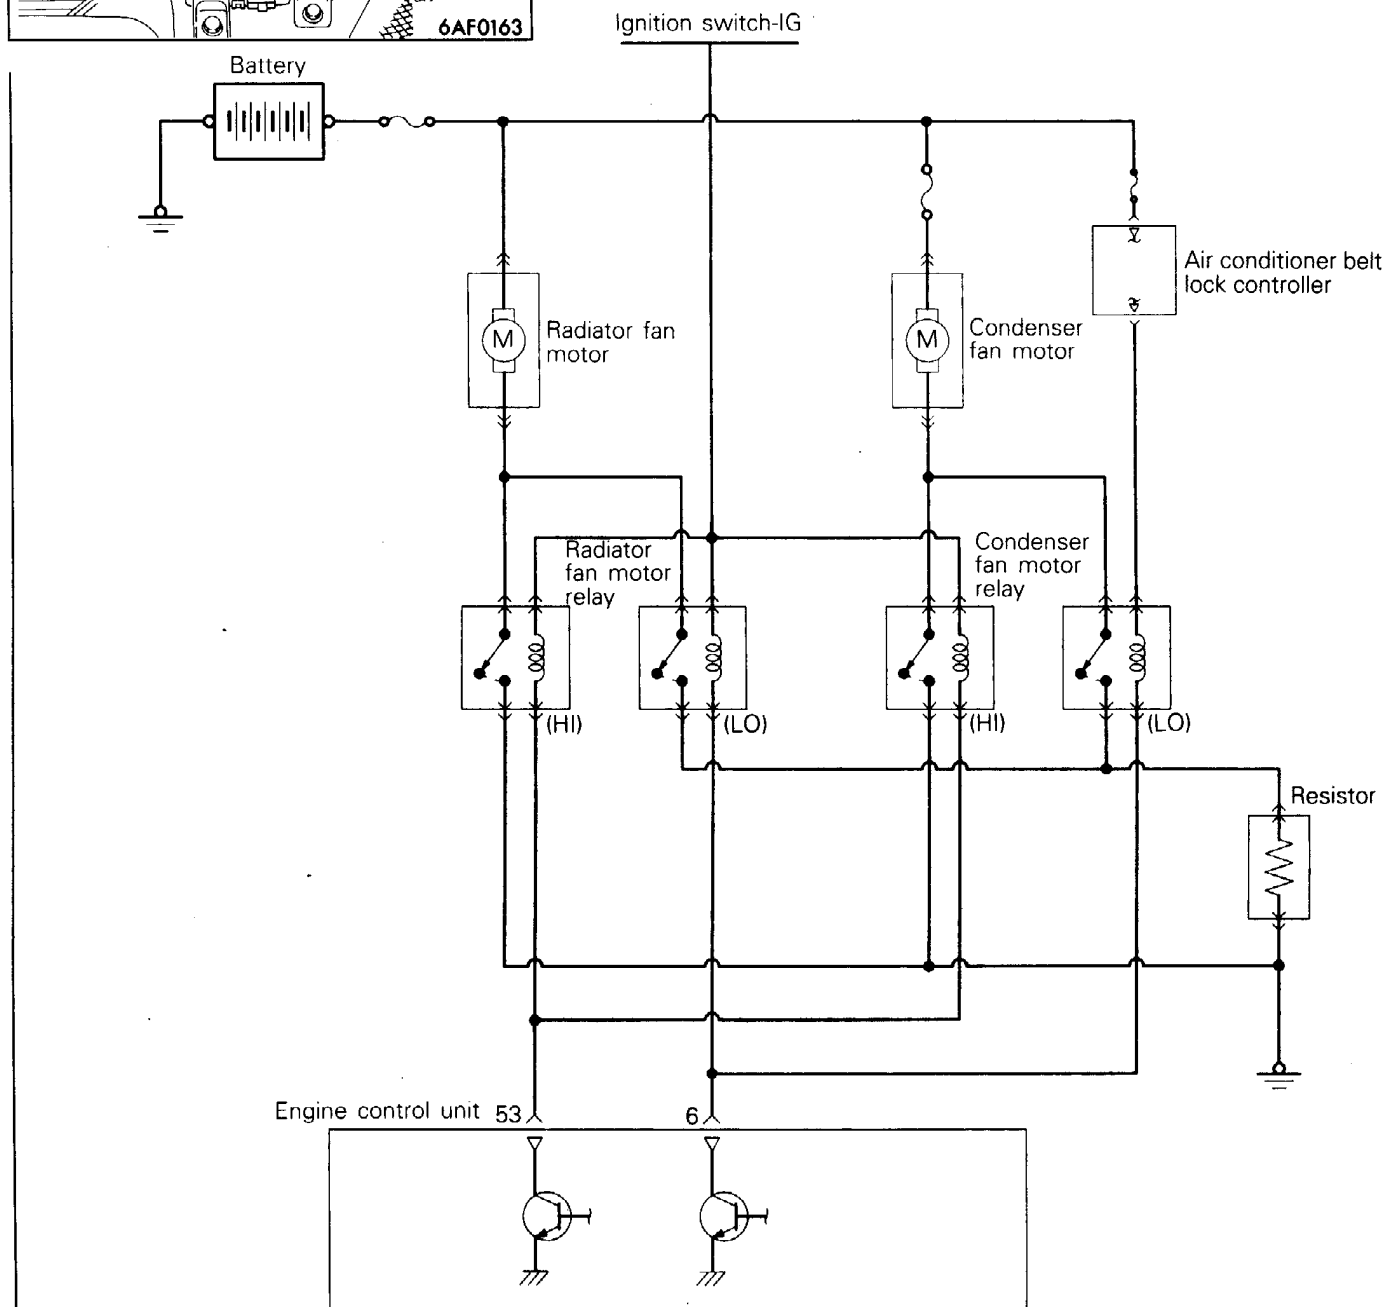 6AF0163
Ignition switch-IG
Battery
Air conditioner belt
lock controller
M
Radiator fan
motor
M
Condenser
fan motor
Radiator
fan motor
relay
Condenser
fan motor
relay
(HI)
(LO)
(HI)
(LO)
Resistor
Engine control unit 53
6